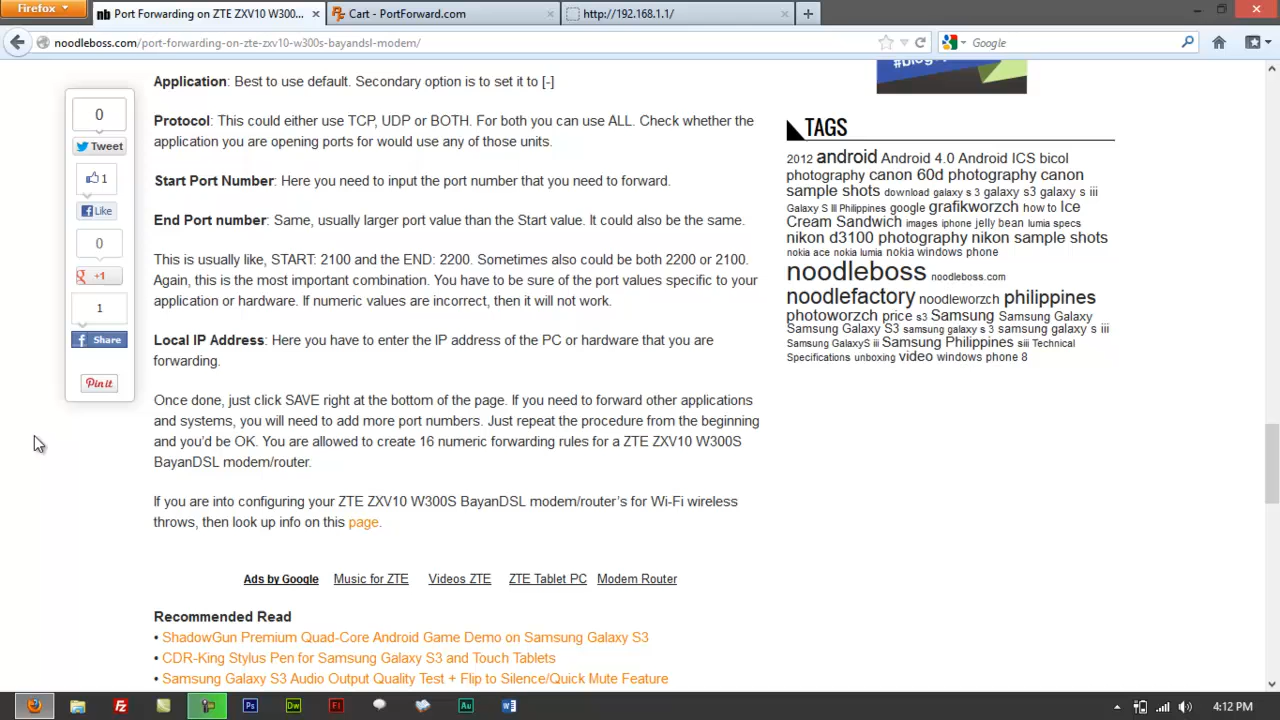 Firefox
Port Forwarding on ZTE ZXV10 W300...
Cart - PortForward.com
http://192.168.1.1/
noodleboss.com/port-forwarding-on-zte-zxv10-w300s-bayandsl-modem/
Google
Application: Best to use default. Secondary option is to set it to [-]
Protocol: This could either use TCP, UDP or BOTH. For both you can use ALL. Check whether the
application you are opening ports for would use any of those units.
Start Port Number: Here you need to input the port number that you need to forward.
End Port number: Same, usually larger port value than the Start value. It could also be the same.
This is usually like, START: 2100 and the END: 2200. Sometimes also could be both 2200 or 2100.
Again, this is the most important combination. You have to be sure of the port values specific to your
application or hardware. If numeric values are incorrect, then it will not work.
Local IP Address: Here you have to enter the IP address of the PC or hardware that you are
forwarding.
Once done, just click SAVE right at the bottom of the page. If you need to forward other applications
and systems, you will need to add more port numbers. Just repeat the procedure from the beginning
and you'd be OK. You are allowed to create 16 numeric forwarding rules for a ZTE ZXV10 W300S
BayanDSL modem/router.
If you are into configuring your ZTE ZXV10 W300S BayanDSL modem/router's for Wi-Fi wireless
throws, then look up info on this page.
Ads by Google Music for ZTE Videos ZTE ZTE Tablet PC Modem Router
Recommended Read
• ShadowGun Premium Quad-Core Android Game Demo on Samsung Galaxy S3
• CDR-King Stylus Pen for Samsung Galaxy S3 and Touch Tablets
• Samsung Galaxy S3 Audio Output Quality Test + Flip to Silence/Quick Mute Feature
0
Tweet
1
Like
0
+1
1
Share
Pin it
TAGS
2012 android Android 4.0 Android ICS bicol
photography canon 60d photography canon
sample shots download galaxy s 3 galaxy s3 galaxy s iii
Galaxy S III Philippines google grafikworzch how to Ice
Cream Sandwich images iphone jelly bean lumia specs
nikon d3100 photography nikon sample shots
nokia ace nokia lumia nokia windows phone
noodleboss noodleboss.com
noodlefactory noodleworzch philippines
photoworzch price s3 Samsung Samsung Galaxy
Samsung Galaxy S3 samsung galaxy s 3 samsung galaxy s iii
Samsung GalaxyS iii Samsung Philippines siii Technical
Specifications unboxing video windows phone 8
Fz
Ps
Dw
Fl
Au
W
4:12 PM